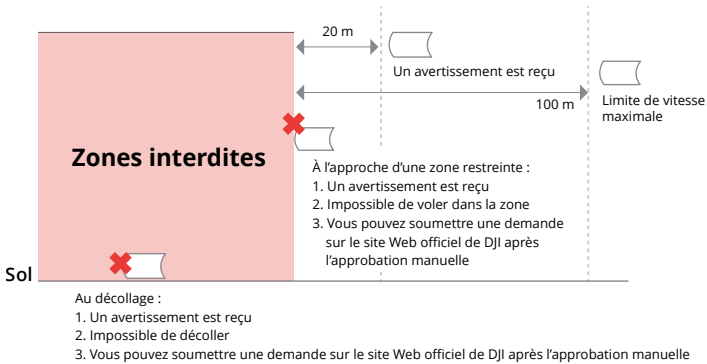 20 m
Un avertissement est reçu
100 m
Limite de vitesse
maximale
Zones interdites
À l’approche d’une zone restreinte :
1. Un avertissement est reçu
2. Impossible de voler dans la zone
3. Vous pouvez soumettre une demande
sur le site Web officiel de DJI après
l’approbation manuelle
Sol
Au décollage :
1. Un avertissement est reçu
2. Impossible de décoller
3. Vous pouvez soumettre une demande sur le site Web officiel de DJI après l’approbation manuelle